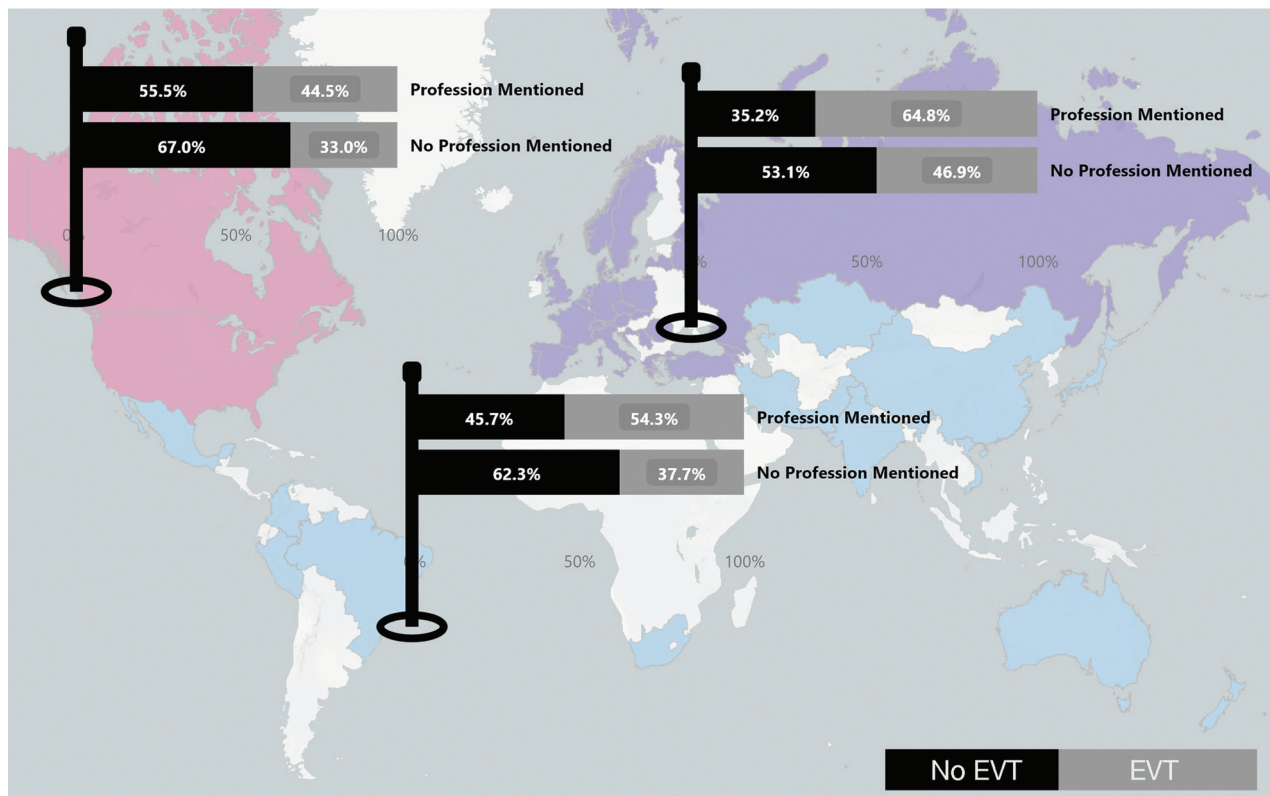 55.5% 44.5% Profession Mentioned
67.0% 33.0% No Profession Mentioned
0% 50% 100%
35.2% 64.8% Profession Mentioned
53.1% 46.9% No Profession Mentioned
% 50% 100%
45.7% 54.3% Profession Mentioned
62.3% 37.7% No Profession Mentioned
0% 50% 100%
No EVT EVT